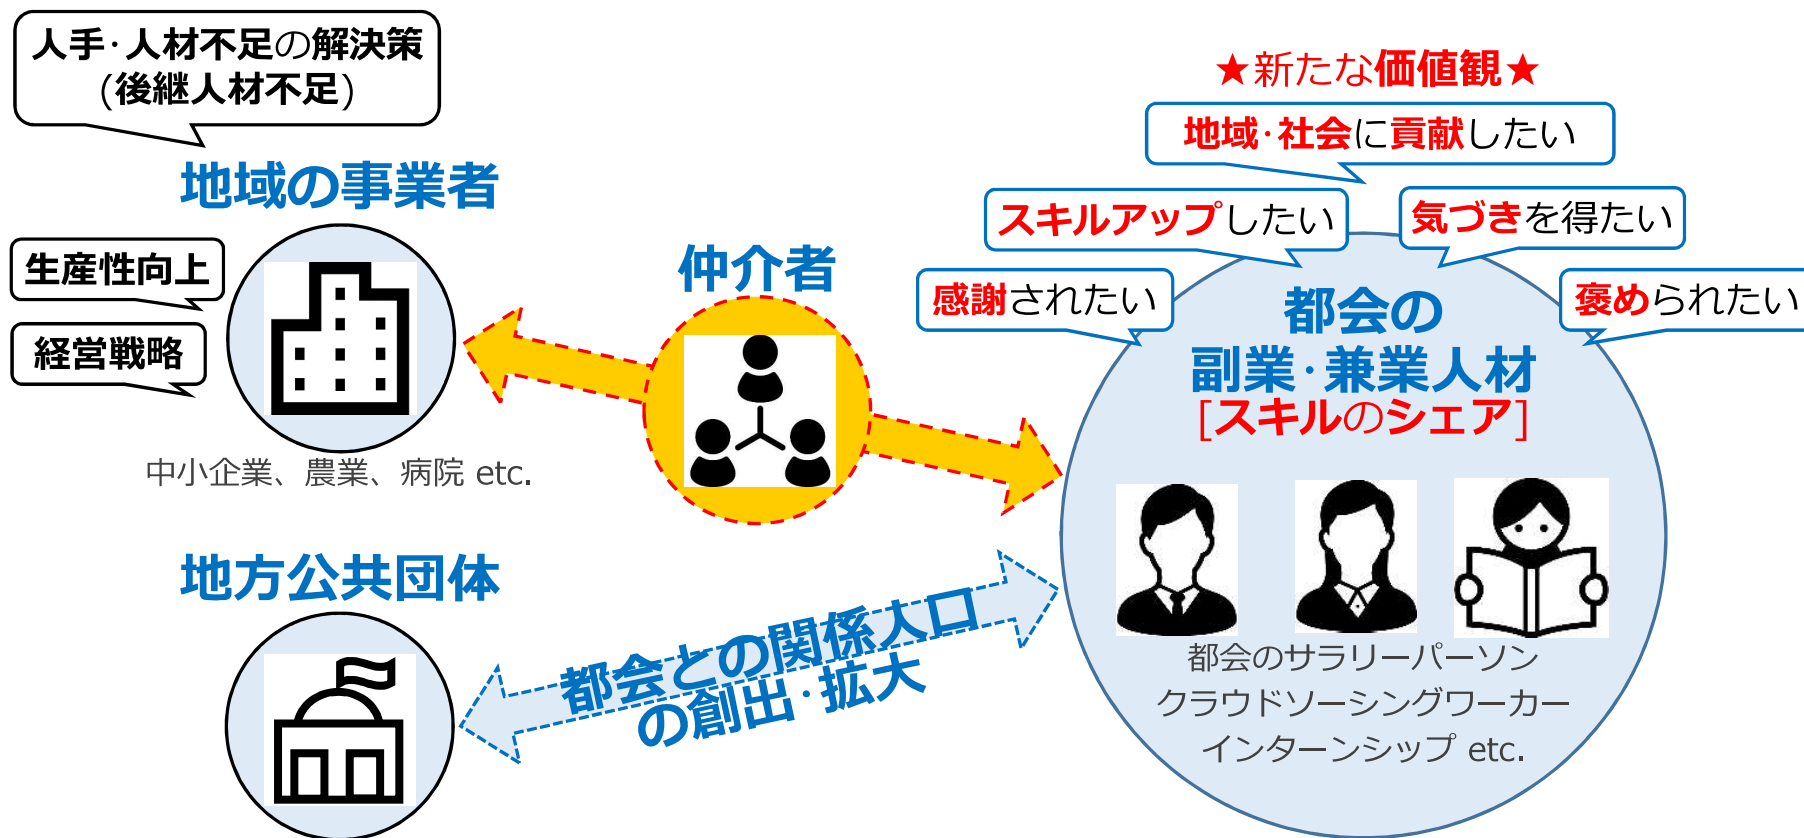 人手･人材不足の解決策
(後継人材不足)
地域の事業者
生産性向上
経営戦略
中小企業、農業、病院 etc.
仲介者
★新たな価値観★
地域･社会に貢献したい
スキルアップしたい
気づきを得たい
感謝されたい
褒められたい
都会の
副業･兼業人材
[スキルのシェア]
都会のサラリーパーソン
クラウドソーシングワーカー
インターンシップ etc.
地方公共団体
都会との関係人口
の創出･拡大